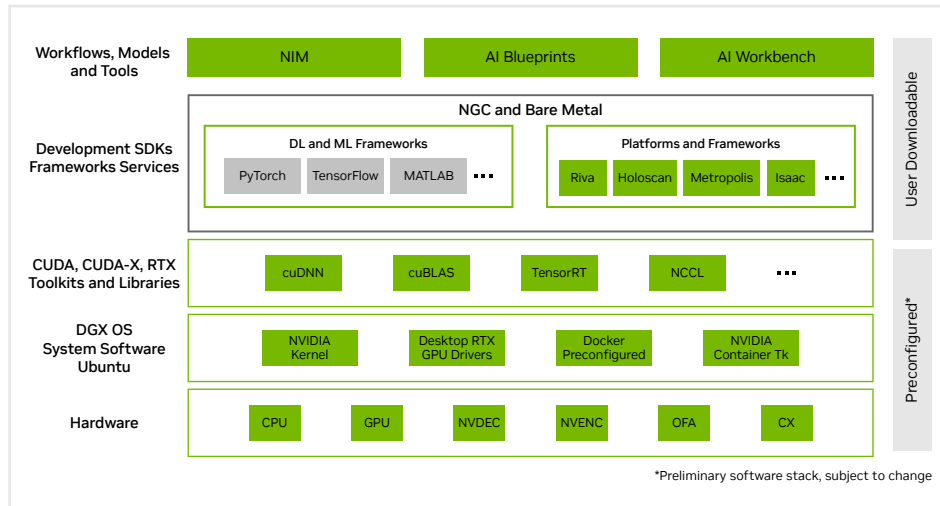 Workflows, Models
and Tools
NIM
AI Blueprints
AI Workbench
User Downloadable
NGC and Bare Metal
Development SDKs
Frameworks Services
DL and ML Frameworks
PyTorch
TensorFlow
MATLAB
Platforms and Frameworks
Riva
Holoscan
Metropolis
Isaac
CUDA, CUDA-X, RTX
Toolkits and Libraries
cuDNN
cuBLAS
TensorRT
NCCL
Preconfigured*
DGX OS
System Software
Ubuntu
NVIDIA
Kernel
Desktop RTX
GPU Drivers
Docker
Preconfigured
NVIDIA
Container Tk
Hardware
CPU
GPU
NVDEC
NVENC
OFA
CX
*Preliminary software stack, subject to change